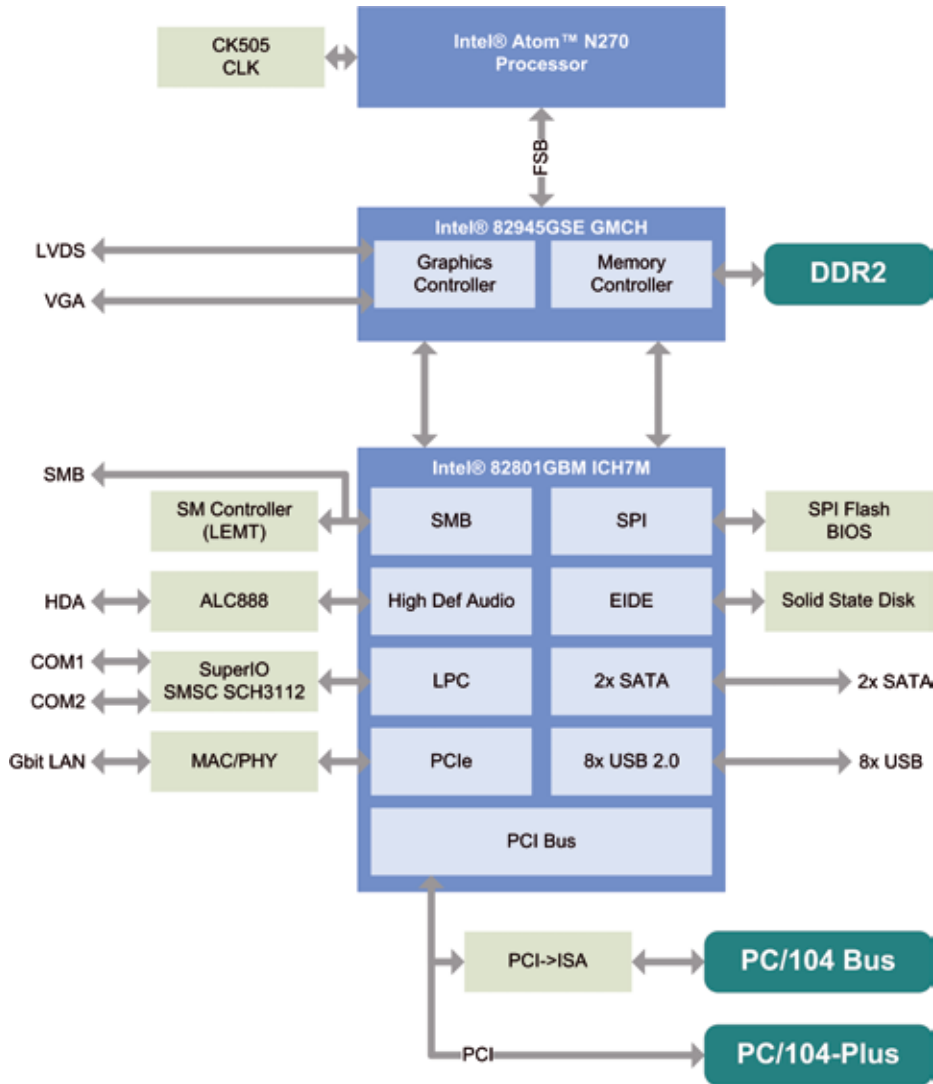 CK505
CLK
Intel® Atom™ N270
Processor
FSB
Intel® 82945GSE GMCH
LVDS
VGA
Graphics
Controller
Memory
Controller
DDR2
Intel® 82801GBM ICH7M
SMB
SM Controller
(LEMT)
SMB
SPI
SPI Flash
BIOS
HDA
ALC888
High Def Audio
EIDE
Solid State Disk
COM1
COM2
SuperIO
SMSC SCH3112
LPC
2x SATA
2x SATA
Gbit LAN
MAC/PHY
PCIe
8x USB 2.0
8x USB
PCI Bus
PCI->ISA
PC/104 Bus
PCI
PC/104-Plus